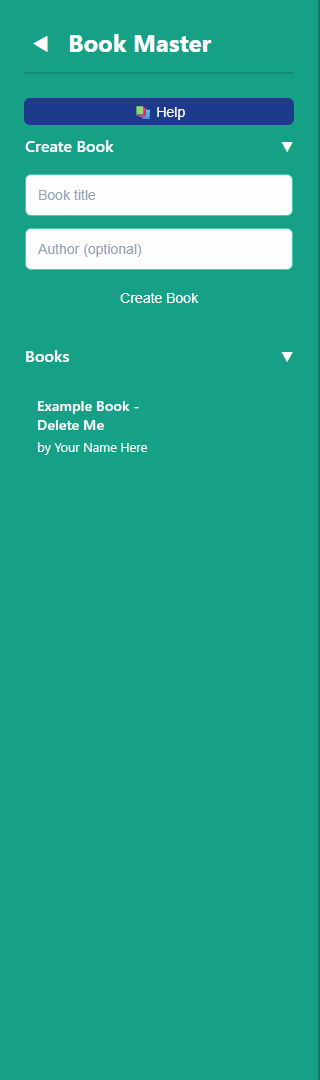 Book Master
Help
Create Book
Book title
Author (optional)
Create Book
Books
Example Book -
Delete Me
by Your Name Here